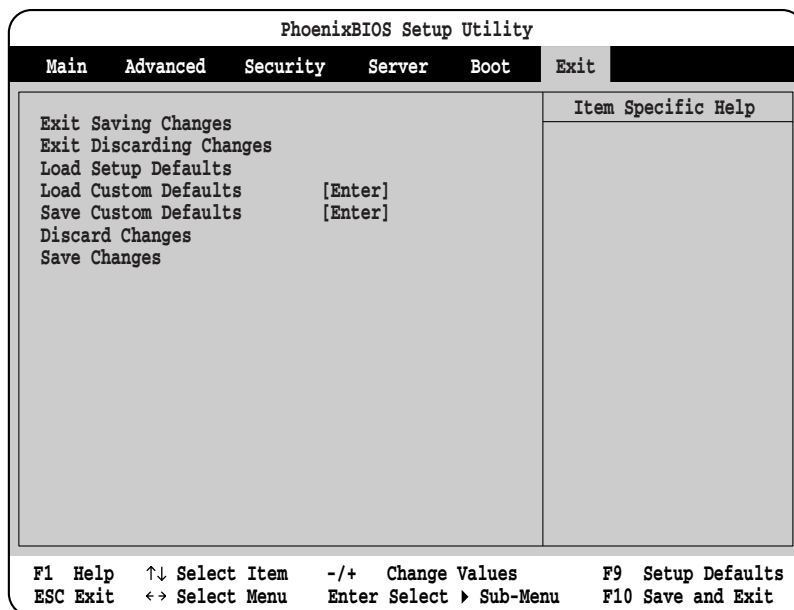 PhoenixBIOS Setup Utility
Main Advanced Security Server Boot Exit
Item Specific Help
Exit Saving Changes
Exit Discarding Changes
Load Setup Defaults
Load Custom Defaults [Enter]
Save Custom Defaults [Enter]
Discard Changes
Save Changes
F1 Help ↑↓ Select Item -/+ Change Values F9 Setup Defaults
ESC Exit ←→ Select Menu Enter Select ▶ Sub-Menu F10 Save and Exit